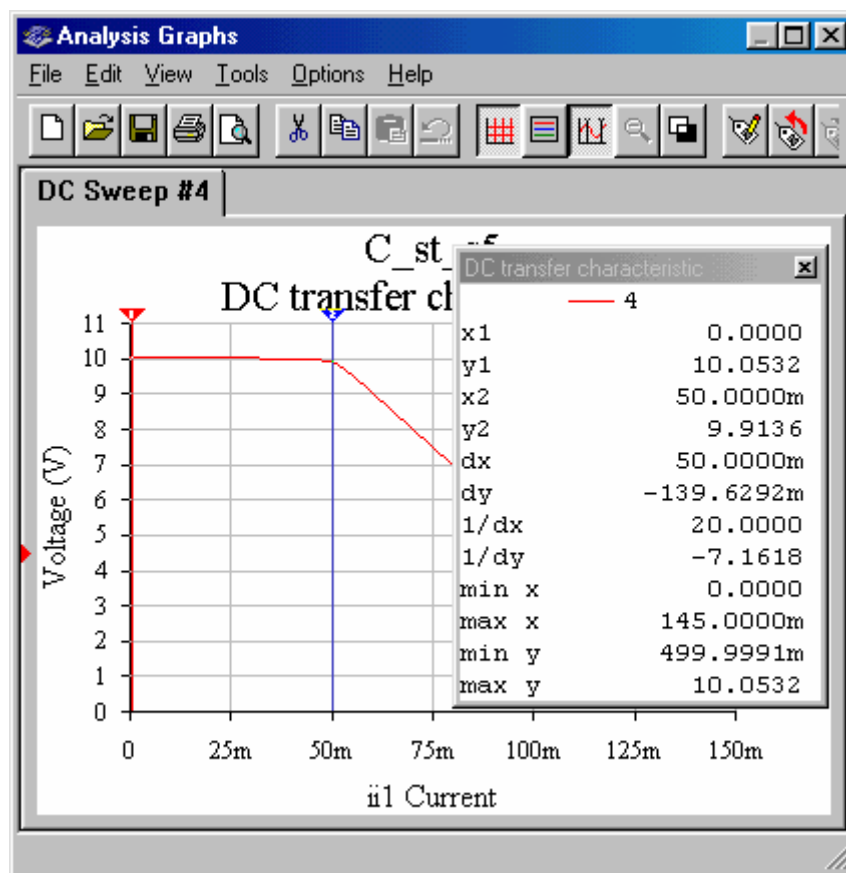 Analysis Graphs
File Edit View Tools Options Help
DC Sweep #4
C_st_
DC transfer
DC transfer characteristic
4
x1 0.0000
y1 10.0532
x2 50.0000m
y2 9.9136
dx 50.0000m
dy -139.6292m
1/dx 20.0000
1/dy -7.1618
min x 0.0000
max x 145.0000m
min y 499.9991m
max y 10.0532
1 2
Voltage (V)
11
10
9
8
7
6
5
4
3
2
1
0
0 25m 50m 75m 100m 125m 150m
ii1 Current